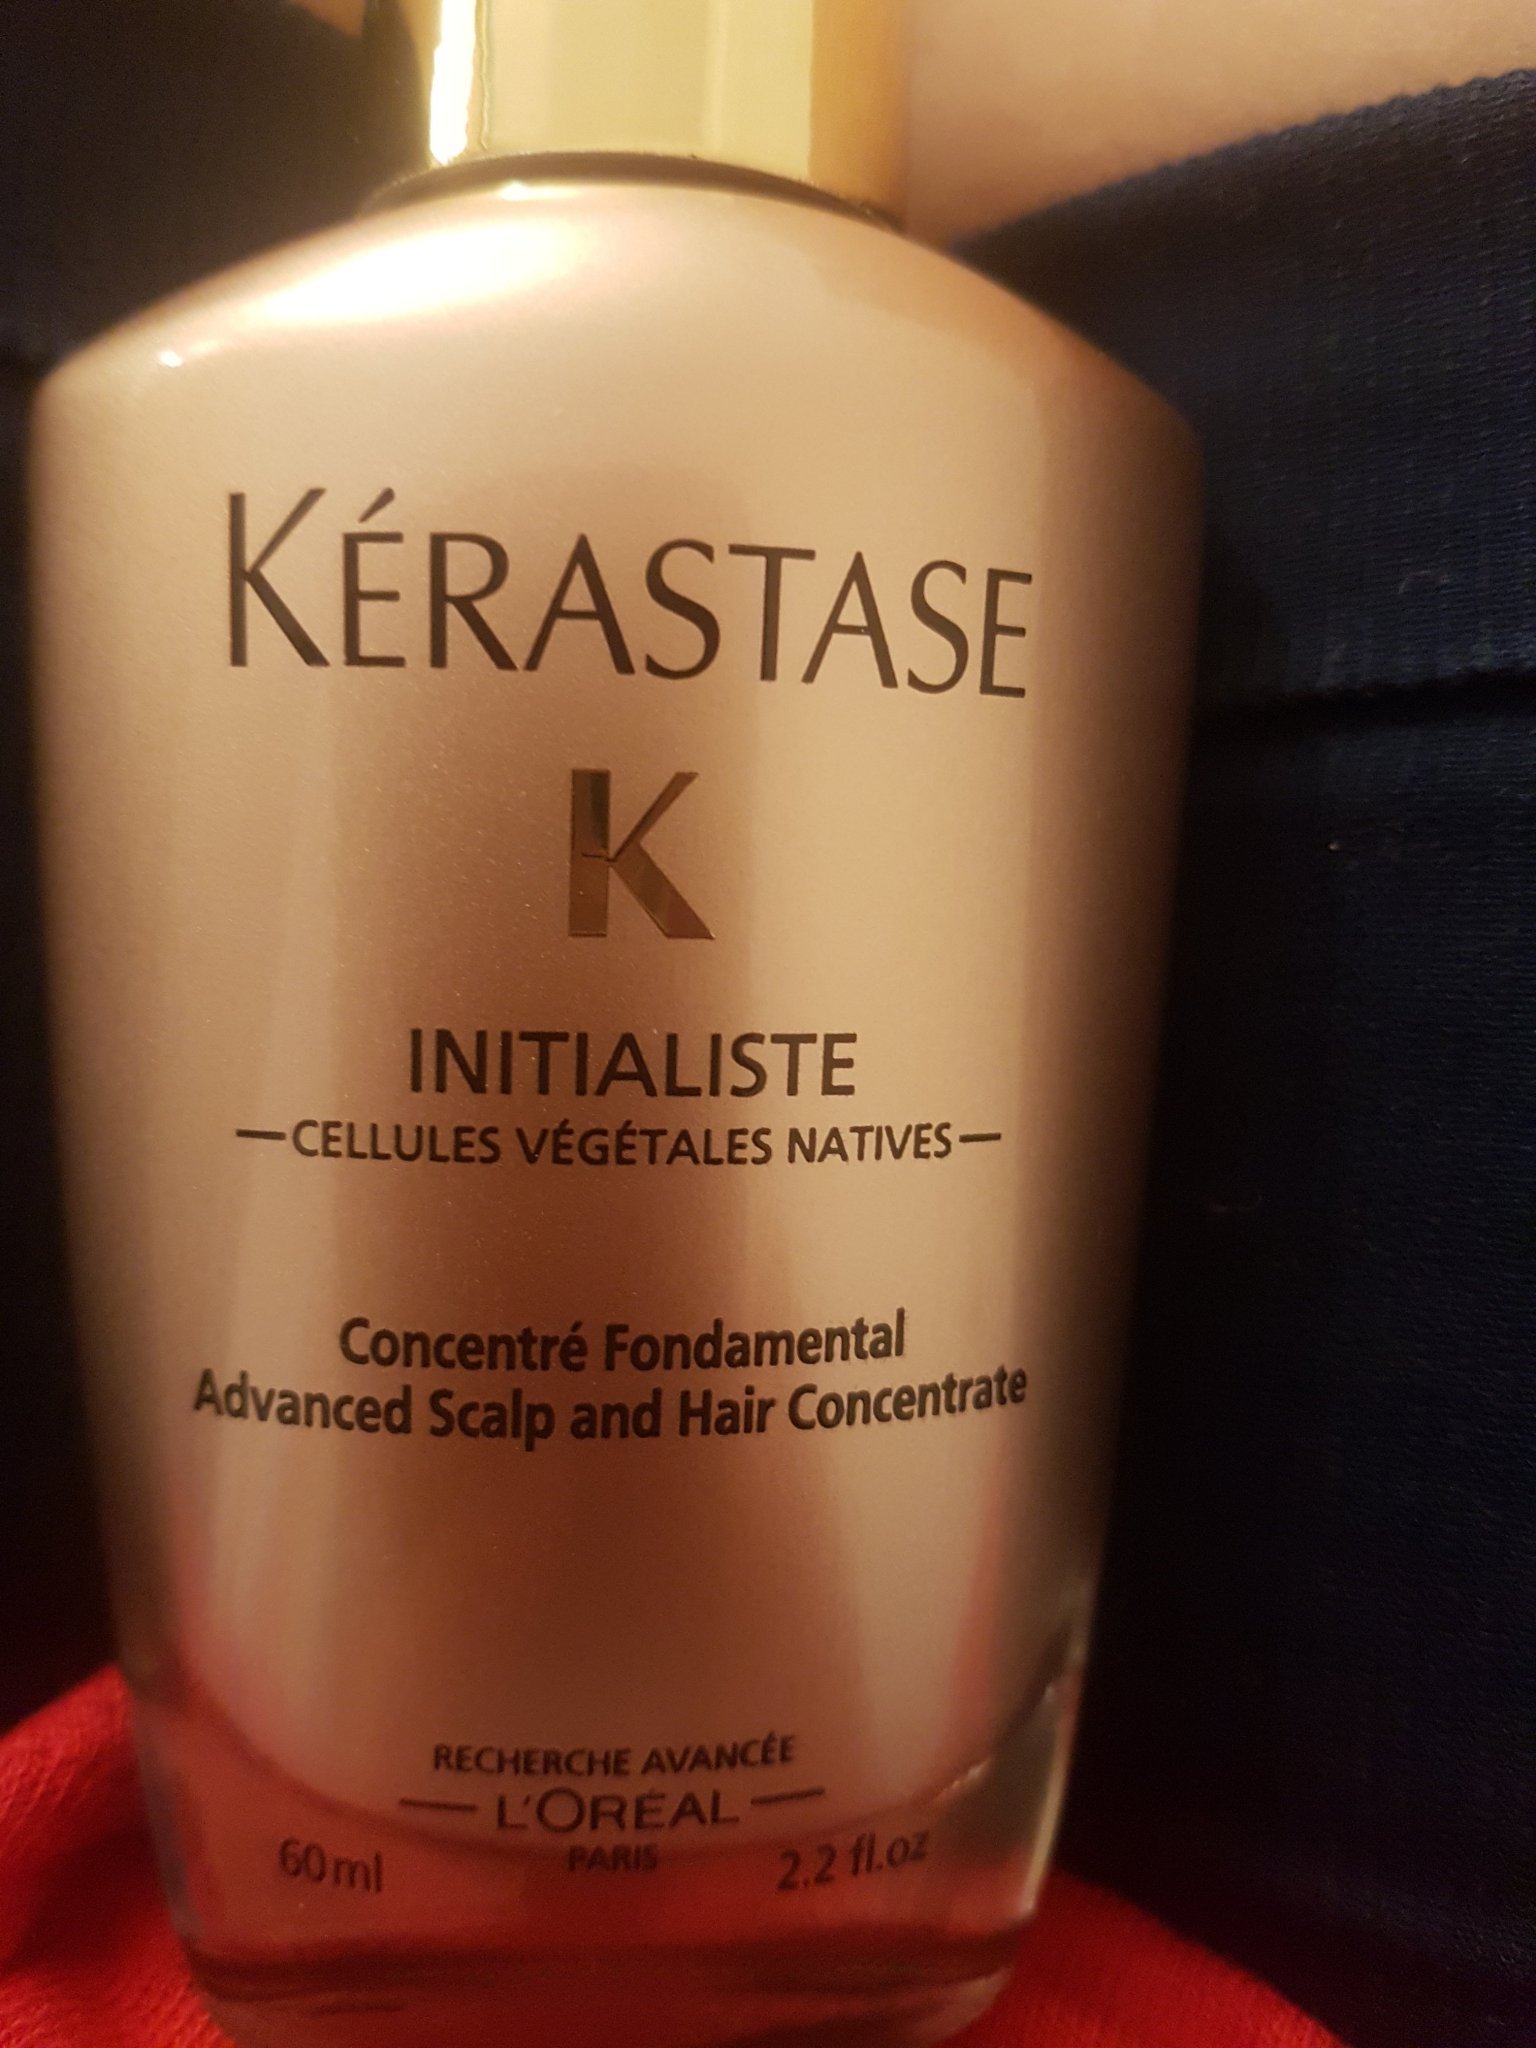 KÉRASTASE
K
INITIALISTE
—CELLULES VÉGÉTALES NATIVES—
Concentré Fondamental
Advanced Scalp and Hair Concentrate
RECHERCHE AVANCÉE
— L'ORÉAL —
PARIS
60ml 2.2 fl.oz